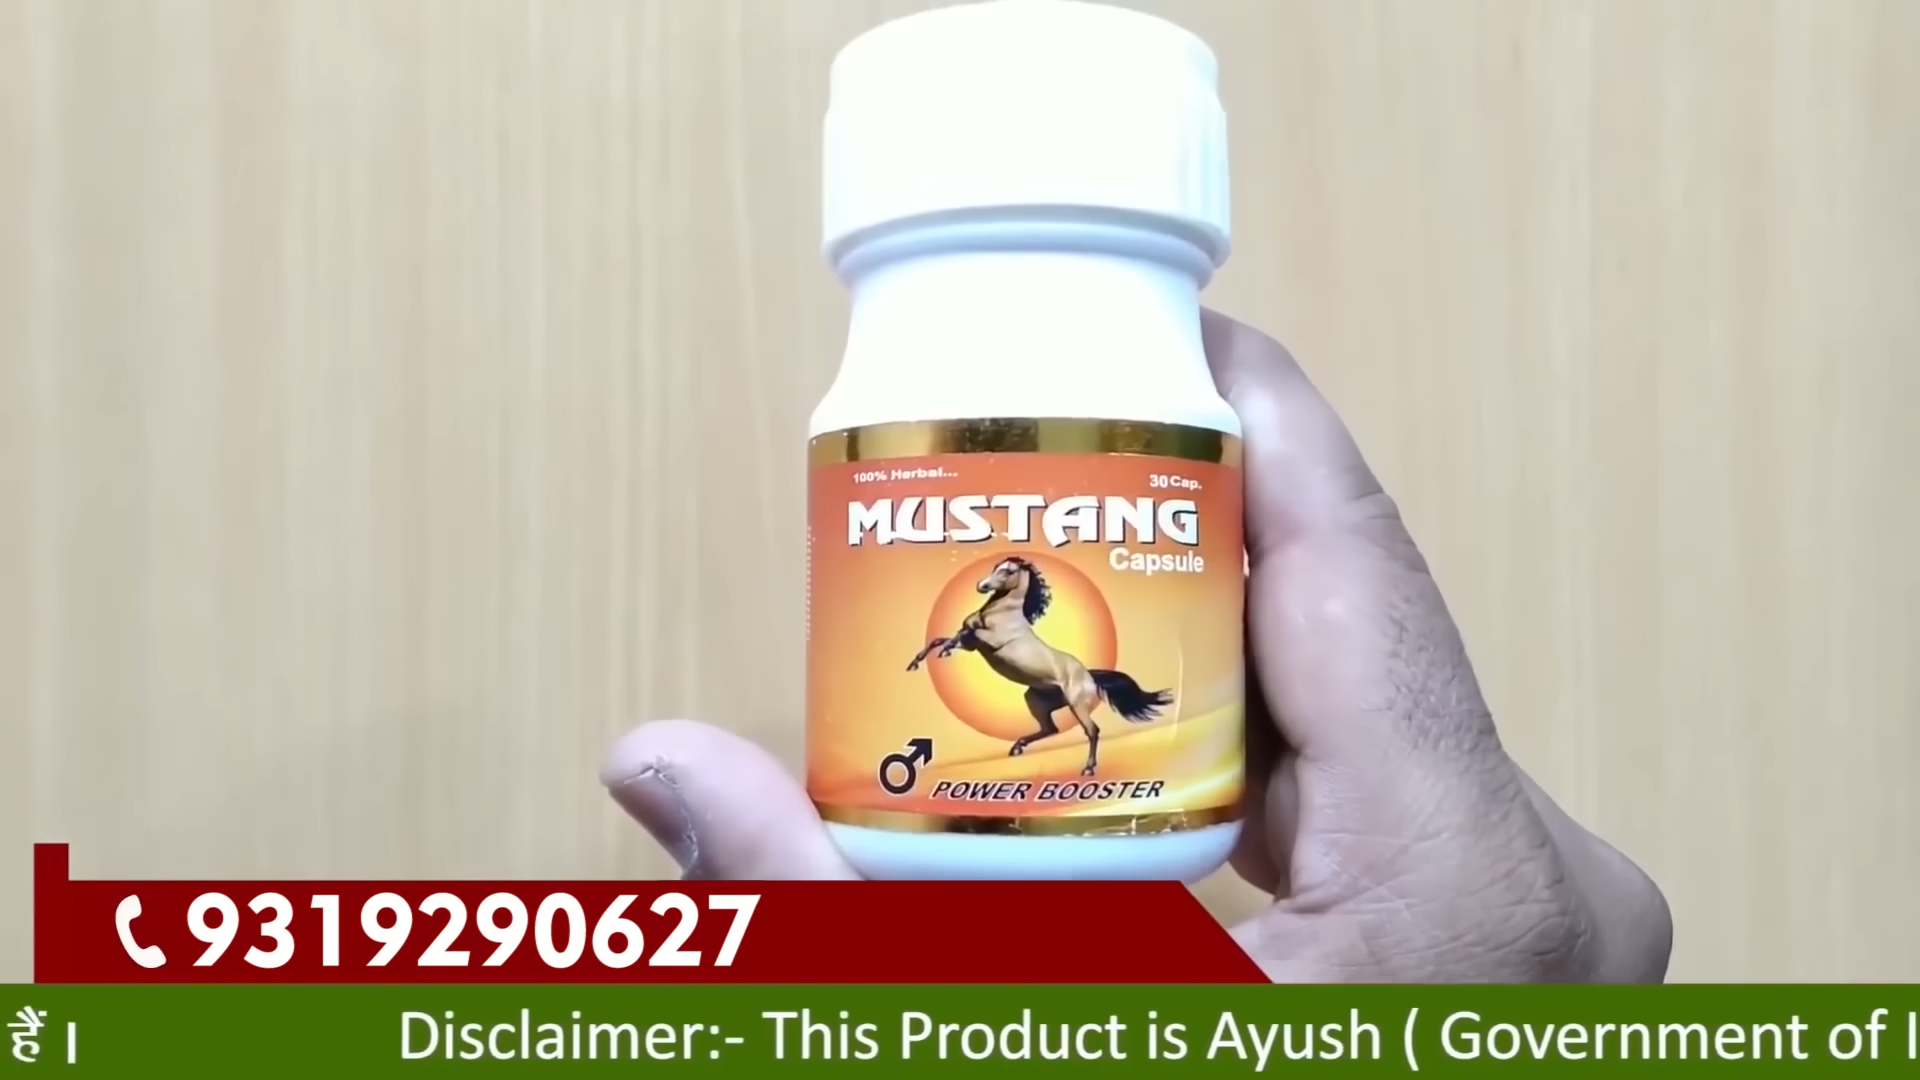 100% Herbal...
30 Cap.
MUSTANG
Capsule
POWER BOOSTER
9319290627
हैं । Disclaimer:- This Product is Ayush ( Government of I